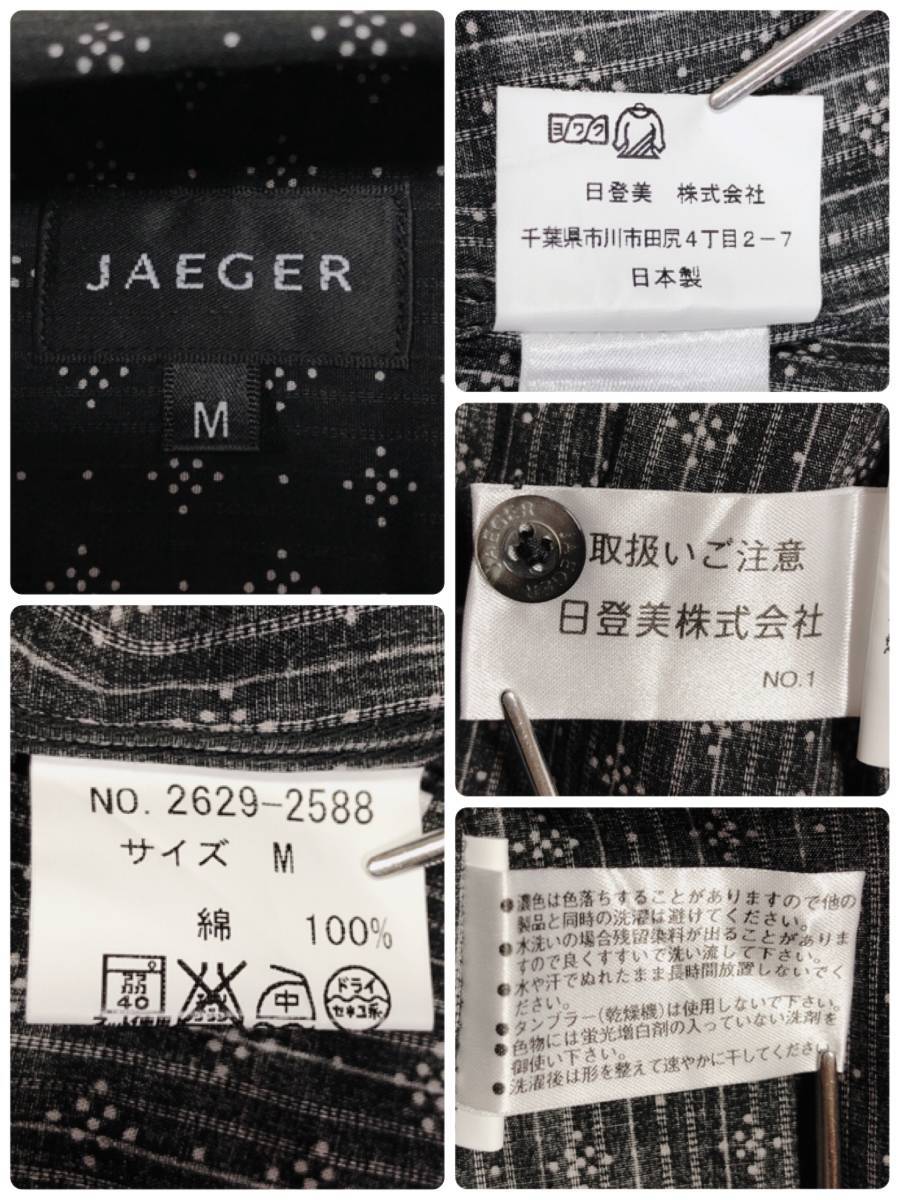 JAEGER
M
ヨワク
日登美 株式会社
千葉県市川市田尻4丁目2-7
日本製
JAEGER JAEGER
取扱いご注意
日登美株式会社
NO.1
NO. 2629-2588
サイズ M
綿 100%
40
中
ドライ
セキユ系
ネット使用
●濃色は色落ちすることがありますので他の
製品と同時の洗濯は避けてください。
●水洗いの場合残留染料が出ることがありま
すので良くすすいで洗い流して下さい。
●水や汗でぬれたまま長時間放置しないでく
ださい。
●タンブラー(乾燥機)は使用しないで下さい。
●色物には蛍光増白剤の入っていない洗剤を
御使い下さい。
●洗濯後は形を整えて速やかに干してくださ